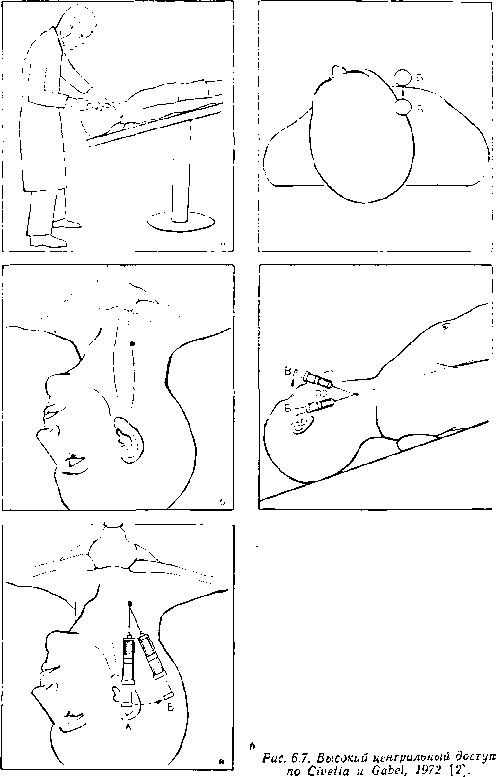 В
Б
А
Б
Рис. 6.7. Высокий центральный доступ
по Civetta и Gabel, 1972 [2].